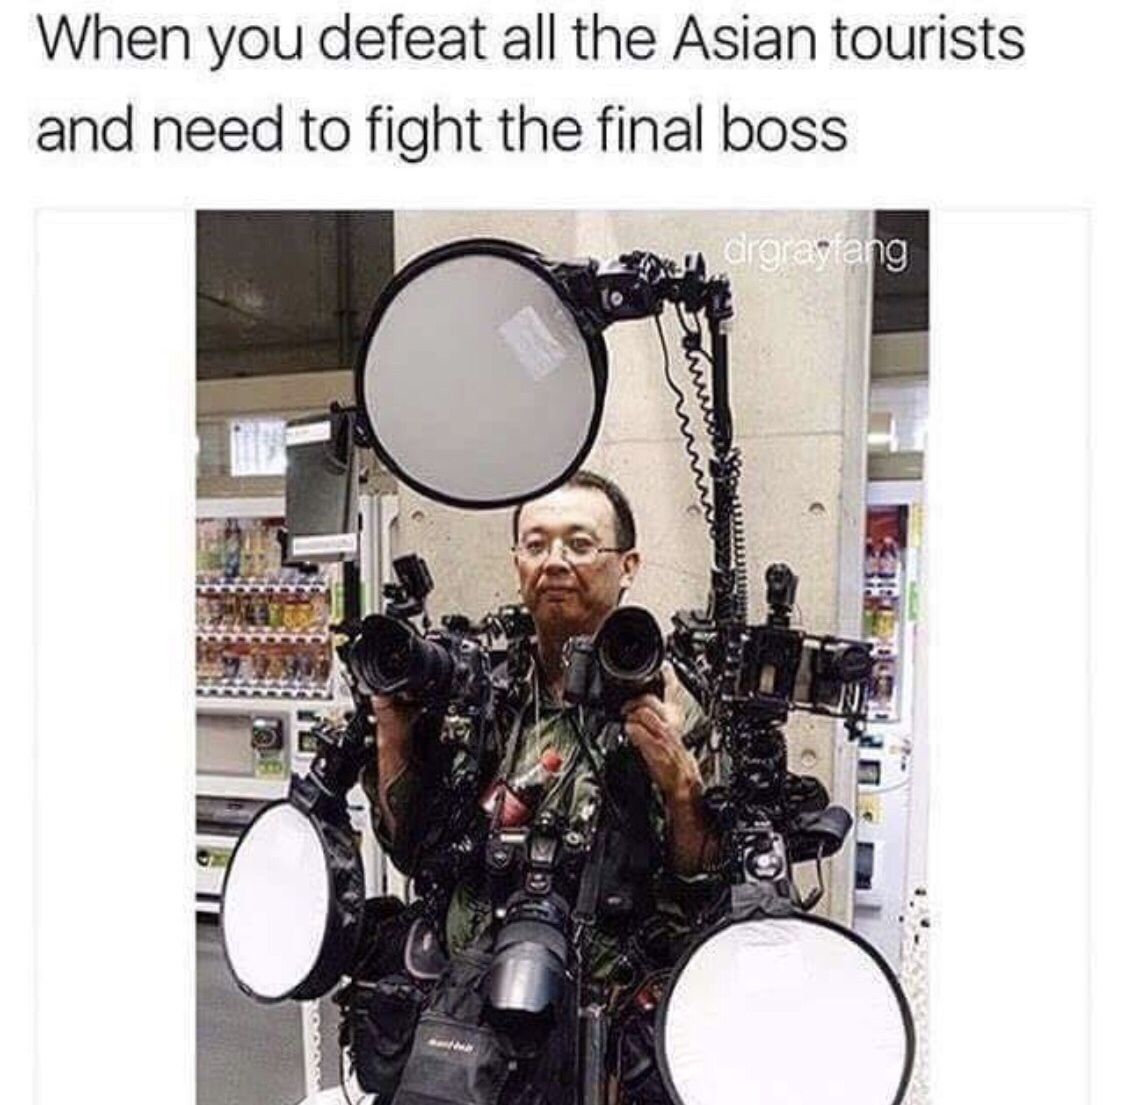 When you defeat all the Asian tourists
and need to fight the final boss
drgrayfang